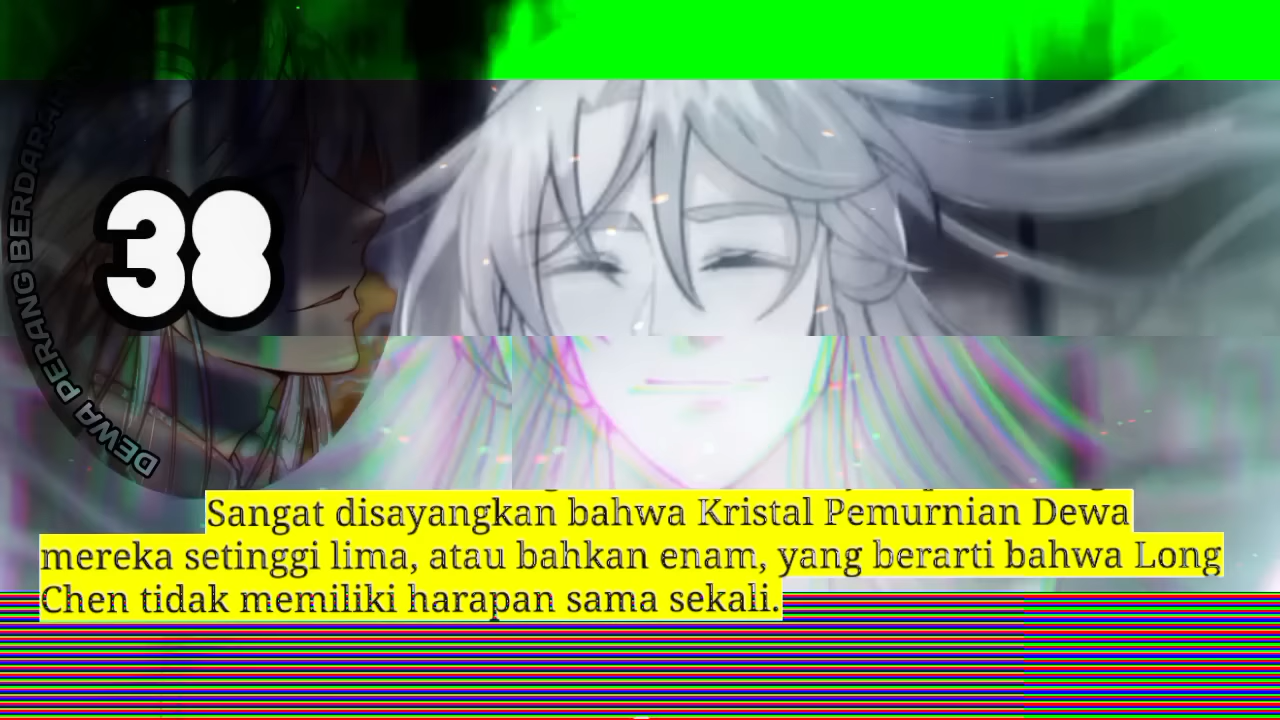 38
DEWA PERANG BERDARAH
Sangat disayangkan bahwa Kristal Pemurnian Dewa
mereka setinggi lima, atau bahkan enam, yang berarti bahwa Long
Chen tidak memiliki harapan sama sekali.